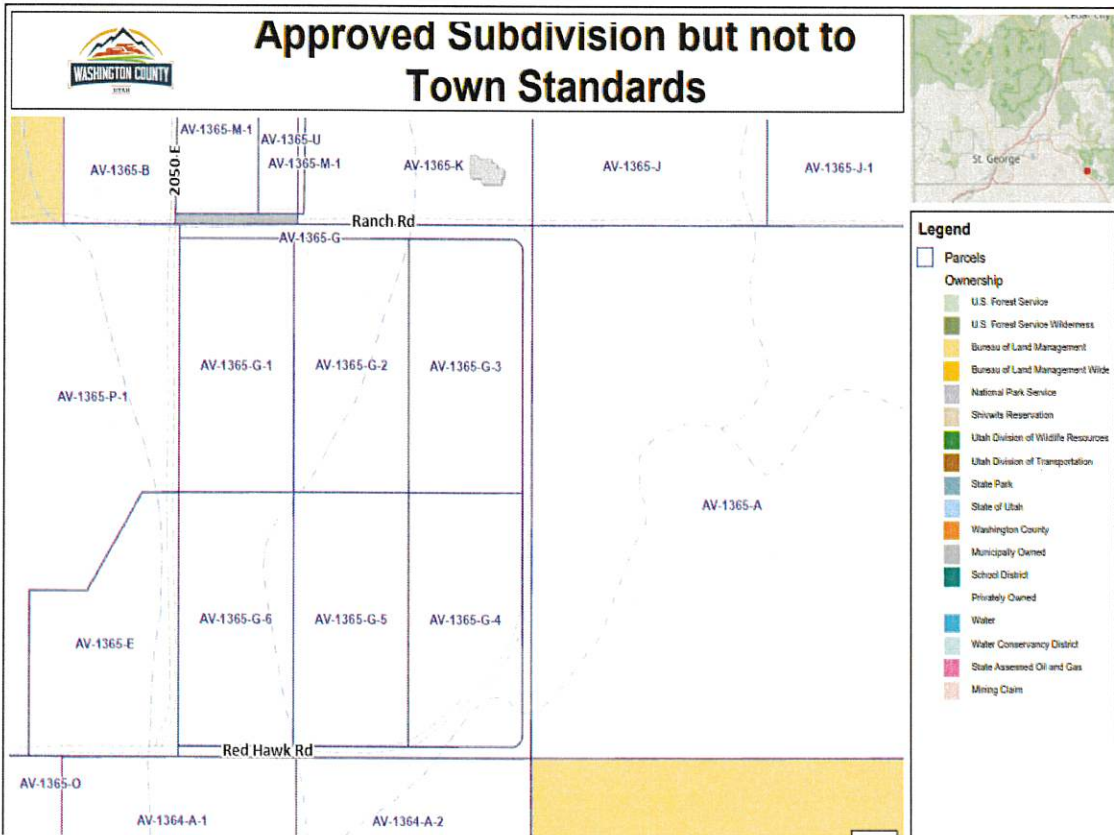 WASHINGTON COUNTY
UTAH
Approved Subdivision but not to
Town Standards
St. George
AV-1365-M-1
AV-1365-U
AV-1365-B
2050 E
AV-1365-M-1
AV-1365-K
AV-1365-J
AV-1365-J-1
Ranch Rd
AV-1365-G
AV-1365-G-1
AV-1365-G-2
AV-1365-G-3
AV-1365-P-1
AV-1365-A
AV-1365-G-6
AV-1365-G-5
AV-1365-G-4
AV-1365-E
Red Hawk Rd
AV-1365-O
AV-1364-A-1
AV-1364-A-2
Legend
Parcels
Ownership
U.S. Forest Service
U.S. Forest Service Wilderness
Bureau of Land Management
Bureau of Land Management Wilde
National Park Service
Shivwits Reservation
Utah Division of Wildlife Resources
Utah Division of Transportation
State Park
State of Utah
Washington County
Municipally Owned
School District
Privately Owned
Water
Water Conservancy District
State Assessed Oil and Gas
Mining Claim